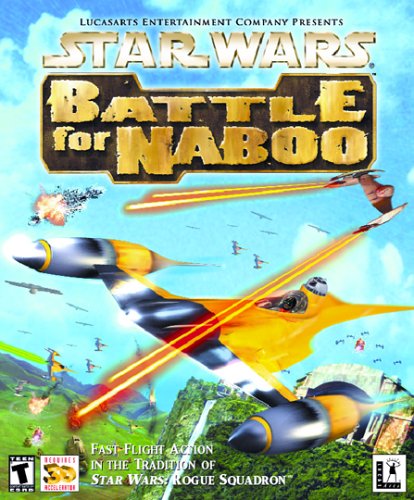 LUCASARTS ENTERTAINMENT COMPANY PRESENTS
STAR WARS
BATTLE
for NABOO
FAST-FLIGHT ACTION
IN THE TRADITION OF
STAR WARS: ROGUE SQUADRON™
TEEN
T
ESRB
REQUIRES
3D
ACCELERATOR